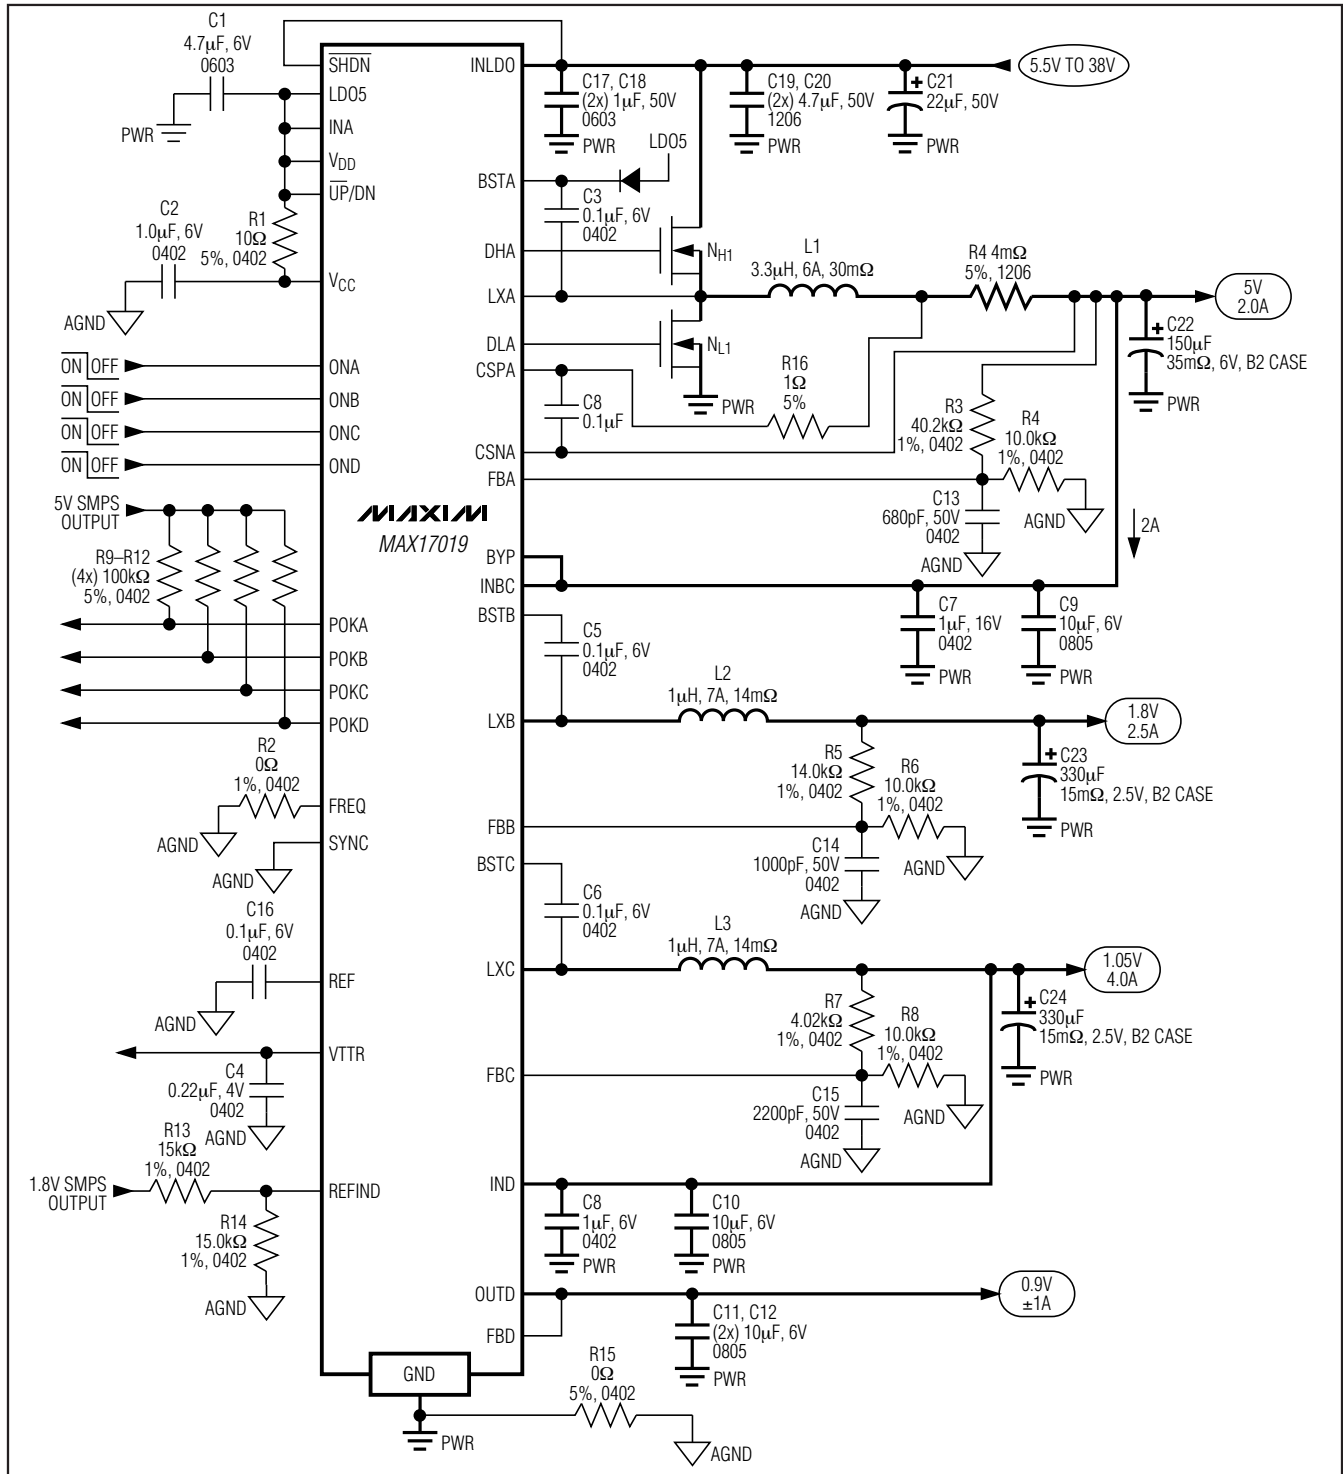 C1
4.7μF, 6V
0603
PWR
SHDN
LDO5
INA
VDD
UP/DN
C2
1.0μF, 6V
0402
R1
10Ω
5%, 0402
VCC
AGND
ON OFF
ONA
ON OFF
ONB
ON OFF
ONC
ON OFF
OND
5V SMPS
OUTPUT
R9–R12
(4x) 100kΩ
5%, 0402
POKA
POKB
POKC
POKD
R2
0Ω
1%, 0402
FREQ
AGND
SYNC
AGND
C16
0.1μF, 6V
0402
REF
AGND
VTTR
C4
0.22μF, 4V
0402
AGND
R13
15kΩ
1%, 0402
1.8V SMPS
OUTPUT
REFIND
R14
15.0kΩ
1%, 0402
AGND
MAXIM
MAX17019
GND
PWR
R15
0Ω
5%, 0402
AGND
INLDO
5.5V TO 38V
C17, C18
(2x) 1μF, 50V
0603
PWR
C19, C20
(2x) 4.7μF, 50V
1206
PWR
+ C21
22μF, 50V
PWR
LDO5
BSTA
C3
0.1μF, 6V
0402
DHA
NH1
L1
3.3μH, 6A, 30mΩ
R4 4mΩ
5%, 1206
LXA
5V
2.0A
+ C22
150μF
35mΩ, 6V, B2 CASE
PWR
DLA
NL1
PWR
CSPA
C8
0.1μF
R16
1Ω
5%
CSNA
R3
40.2kΩ
1%, 0402
R4
10.0kΩ
1%, 0402
AGND
FBA
C13
680pF, 50V
0402
AGND
2A
BYP
INBC
C7
1μF, 16V
0402
PWR
C9
10μF, 6V
0805
PWR
BSTB
C5
0.1μF, 6V
0402
L2
1μH, 7A, 14mΩ
LXB
1.8V
2.5A
R5
14.0kΩ
1%, 0402
R6
10.0kΩ
1%, 0402
AGND
+ C23
330μF
15mΩ, 2.5V, B2 CASE
PWR
FBB
C14
1000pF, 50V
0402
AGND
BSTC
C6
0.1μF, 6V
0402
L3
1μH, 7A, 14mΩ
LXC
1.05V
4.0A
R7
4.02kΩ
1%, 0402
R8
10.0kΩ
1%, 0402
AGND
+ C24
330μF
15mΩ, 2.5V, B2 CASE
PWR
FBC
C15
2200pF, 50V
0402
AGND
IND
C8
1μF, 6V
0402
PWR
C10
10μF, 6V
0805
PWR
OUTD
0.9V
±1A
FBD
C11, C12
(2x) 10μF, 6V
0805
PWR